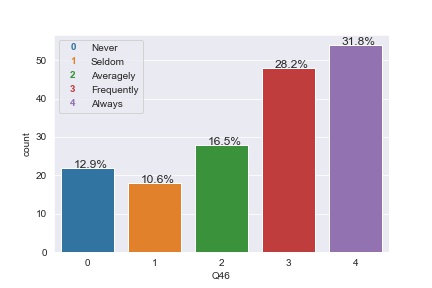 0 Never
1 Seldom
2 Averagely
3 Frequently
4 Always
12.9%
10.6%
16.5%
28.2%
31.8%
50
40
30
20
10
0
count
0 1 2 3 4
Q46